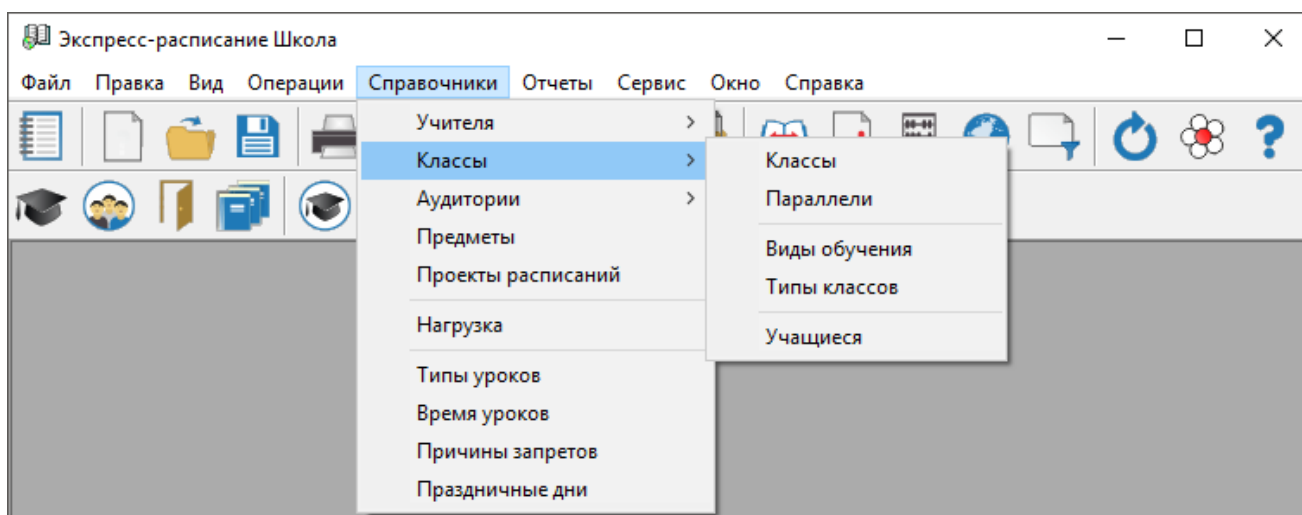 Экспресс-расписание Школа
Файл Правка Вид Операции Справочники Отчеты Сервис Окно Справка
Учителя
Классы
Аудитории
Предметы
Проекты расписаний
Нагрузка
Типы уроков
Время уроков
Причины запретов
Праздничные дни
Классы
Параллели
Виды обучения
Типы классов
Учащиеся